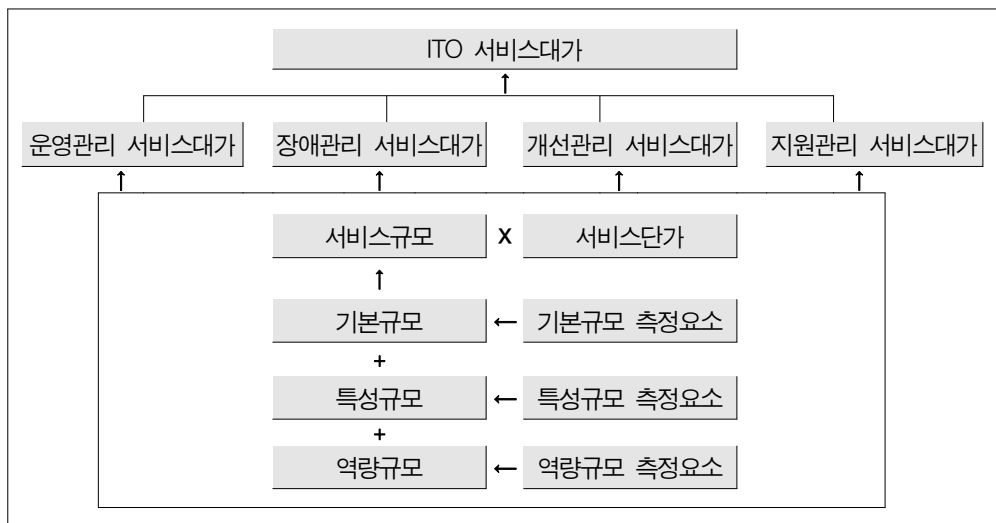 ITO 서비스대가
운영관리 서비스대가 장애관리 서비스대가 개선관리 서비스대가 지원관리 서비스대가
서비스규모 x 서비스단가
기본규모 ← 기본규모 측정요소
+
특성규모 ← 특성규모 측정요소
+
역량규모 ← 역량규모 측정요소